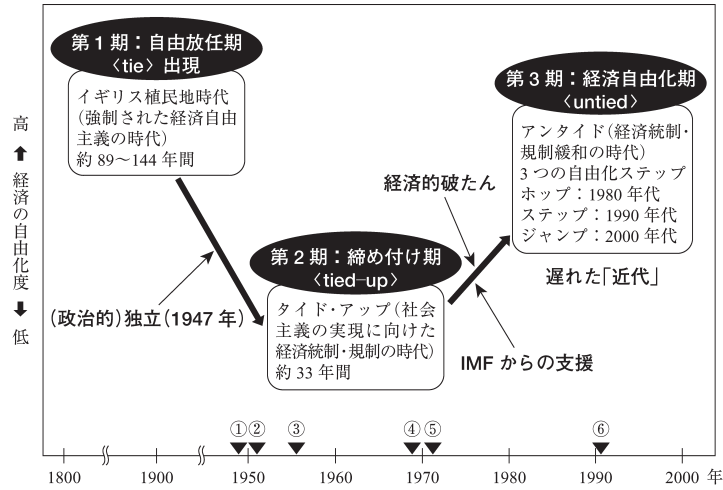 第1期：自由放任期
〈tie〉出現
イギリス植民地時代
（強制された経済自由
主義の時代）
約89〜144年間
第3期：経済自由化期
〈untied〉
アンタイド（経済統制・
規制緩和の時代）
3つの自由化ステップ
ホップ：1980年代
ステップ：1990年代
ジャンプ：2000年代
遅れた「近代」
高
経済の自由化度
低
経済的破たん
第2期：締め付け期
〈tied–up〉
タイド・アップ（社会
主義の実現に向けた
経済統制・規制の時代）
約33年間
（政治的）独立（1947年）
IMFからの支援
① ② ③ ④ ⑤ ⑥
1800 1900 1950 1960 1970 1980 1990 2000 年